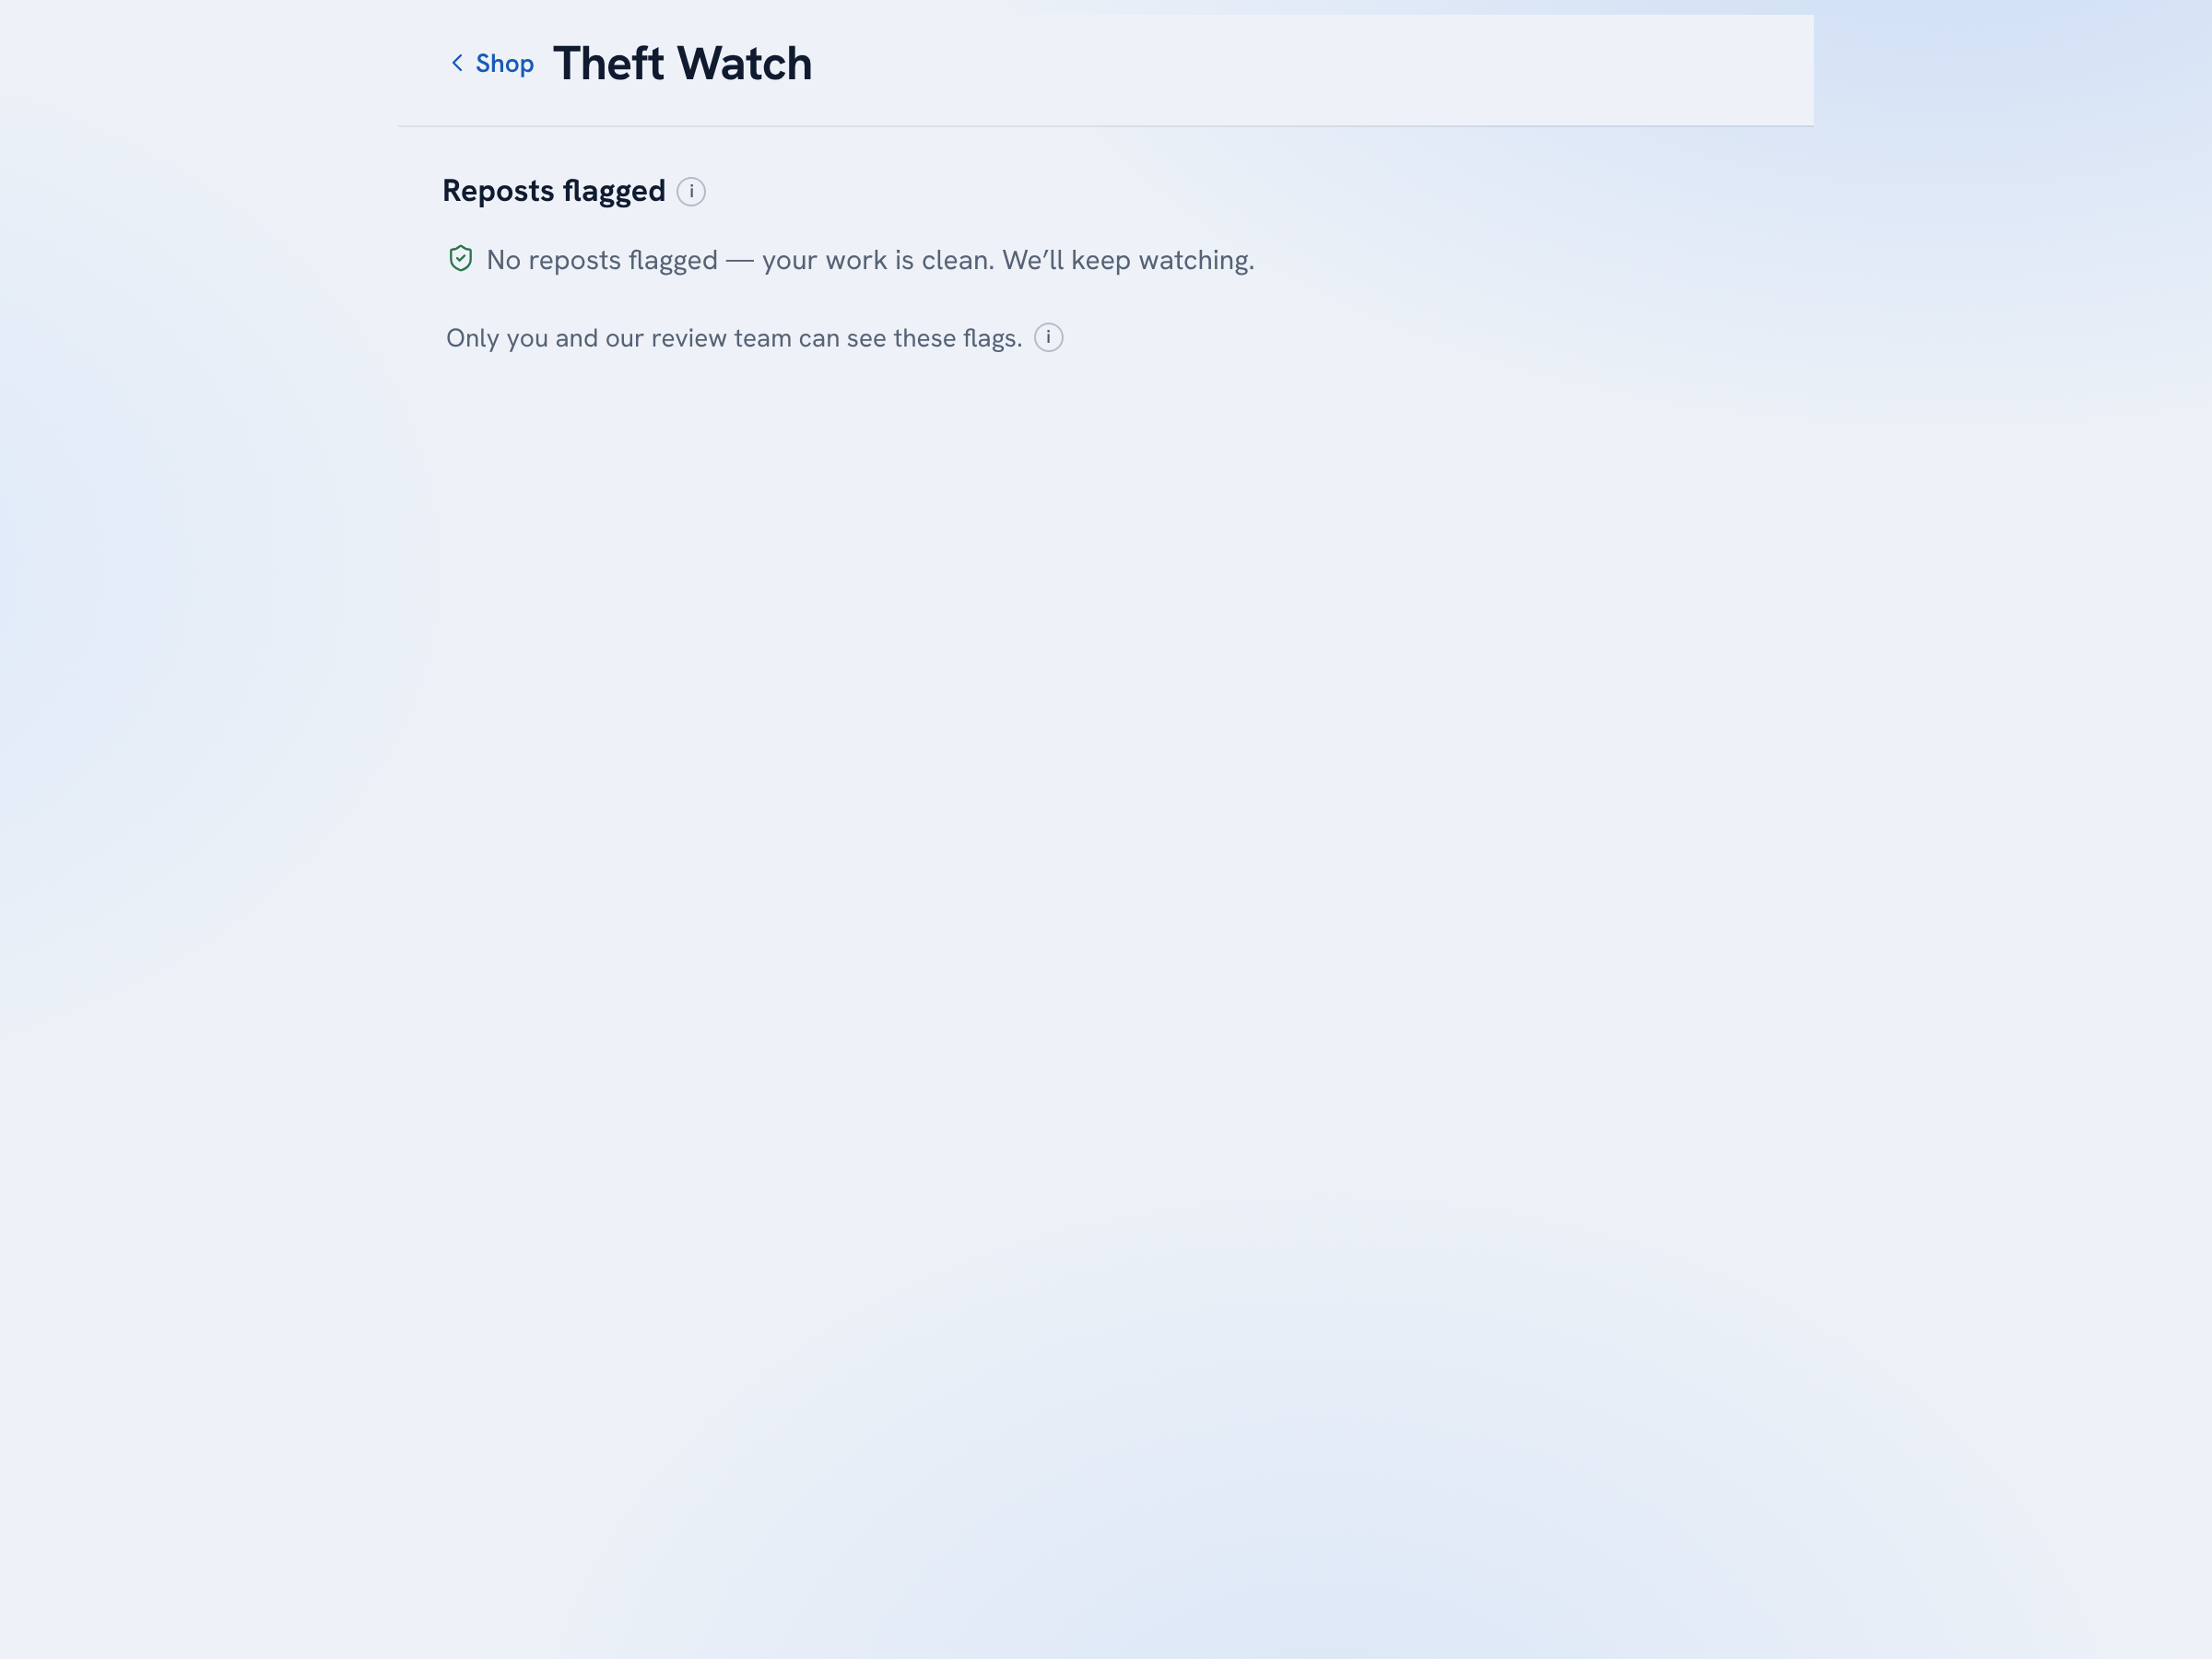 Shop Theft Watch
Reposts flagged i
No reposts flagged — your work is clean. We’ll keep watching.
Only you and our review team can see these flags. i